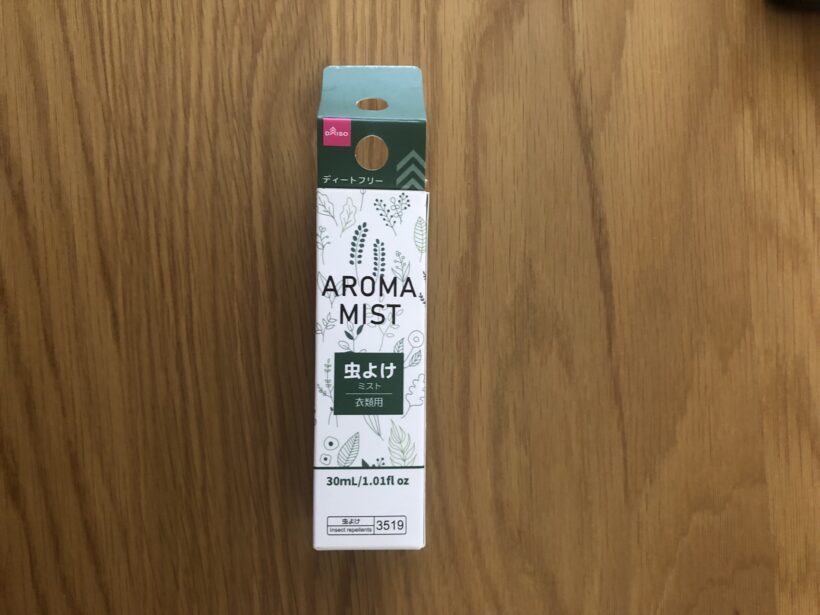 DAISO
ディートフリー
AROMA
MIST
虫よけ
ミスト
衣類用
30mL/1.01fl oz
虫よけ
Insect repellents
3519